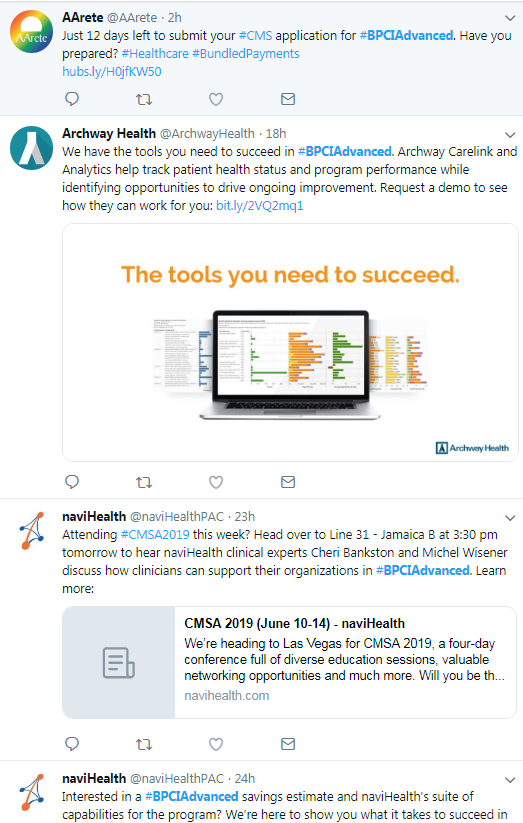 AArete @AArete · 2h
Just 12 days left to submit your #CMS application for #BPCIAdvanced. Have you
prepared? #Healthcare #BundledPayments
hubs.ly/H0jfKW50
AArete
Archway Health @ArchwayHealth · 18h
We have the tools you need to succeed in #BPCIAdvanced. Archway Carelink and
Analytics help track patient health status and program performance while
identifying opportunities to drive ongoing improvement. Request a demo to see
how they can work for you: bit.ly/2VQ2mq1
The tools you need to succeed.
Archway Health
naviHealth @naviHealthPAC · 23h
Attending #CMSA2019 this week? Head over to Line 31 - Jamaica B at 3:30 pm
tomorrow to hear naviHealth clinical experts Cheri Bankston and Michel Wisener
discuss how clinicians can support their organizations in #BPCIAdvanced. Learn
more:
CMSA 2019 (June 10-14) - naviHealth
We're heading to Las Vegas for CMSA 2019, a four-day
conference full of diverse education sessions, valuable
networking opportunities and much more. Will you be th...
navihealth.com
naviHealth @naviHealthPAC · 24h
Interested in a #BPCIAdvanced savings estimate and naviHealth's suite of
capabilities for the program? We're here to show you what it takes to succeed in